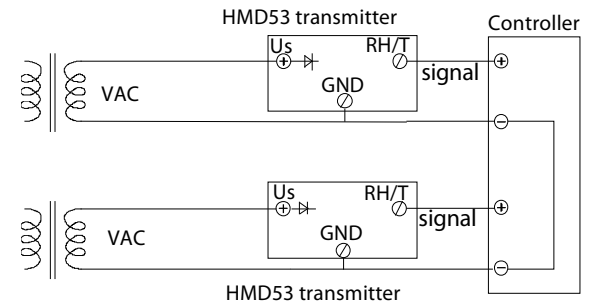 HMD53 transmitter
Controller
Us
RH/T
+
+
signal
VAC
GND
−
Us
RH/T
+
+
signal
VAC
GND
−
HMD53 transmitter